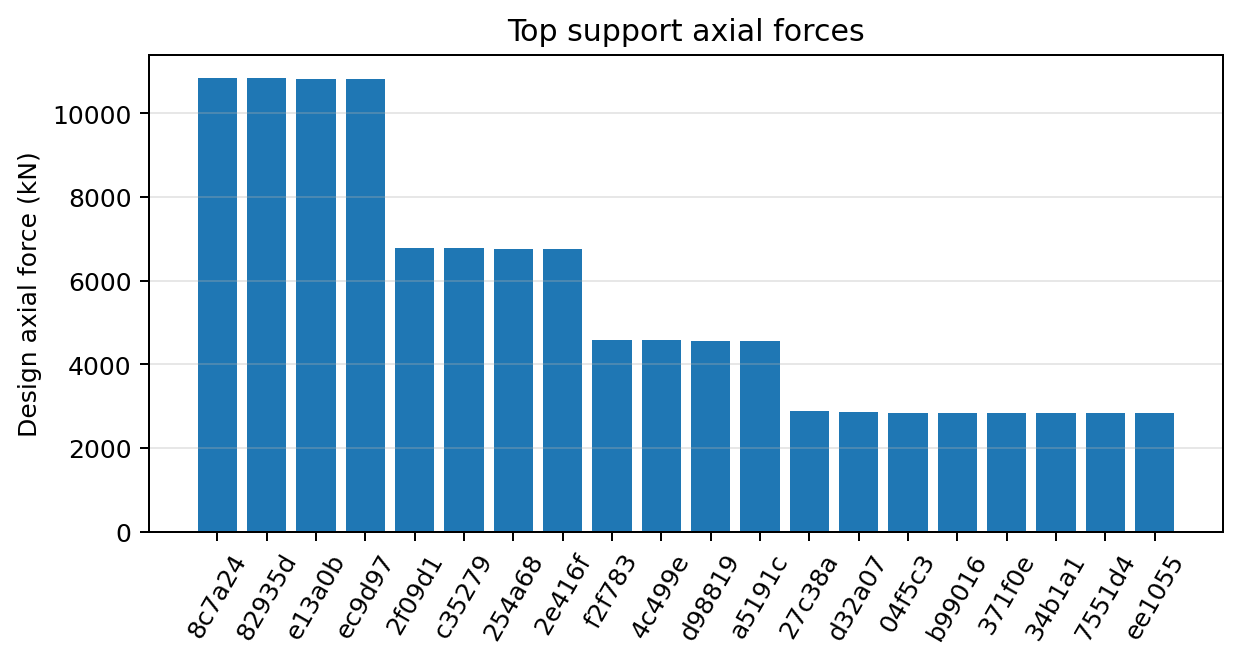 Top support axial forces
Design axial force (kN)
10000
8000
6000
4000
2000
0
8c7a24
82935d
e13a0b
ec9d97
2f09d1
c35279
254a68
2e416f
f2f783
4c499e
d98819
a5191c
27c38a
d32a07
04f5c3
b99016
371f0e
34b1a1
7551d4
ee1055